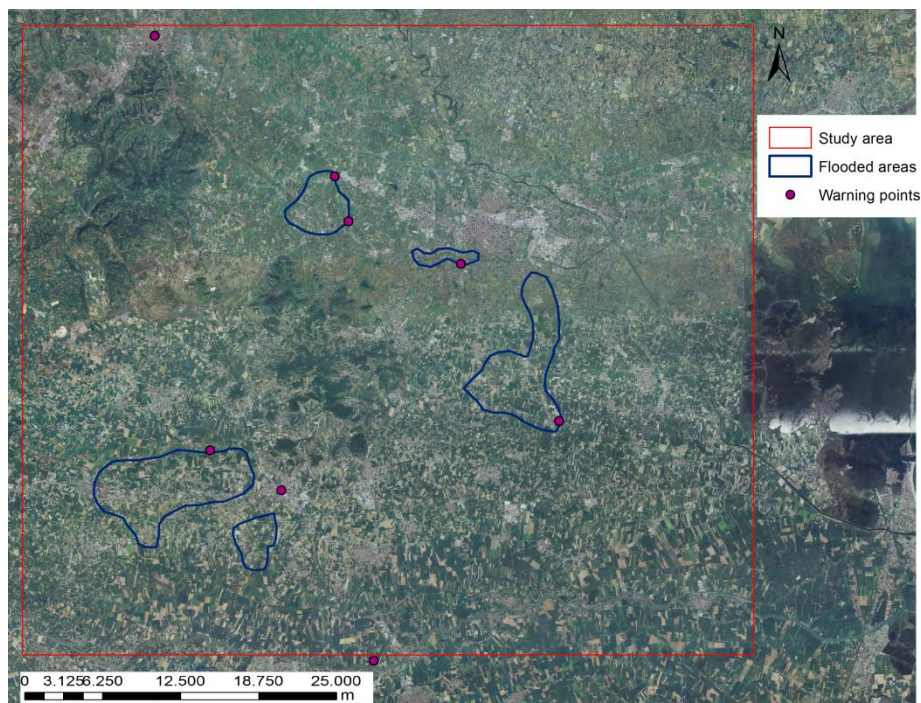 N
Study area
Flooded areas
Warning points
0 3.125 6.250 12.500 18.750 25.000
m